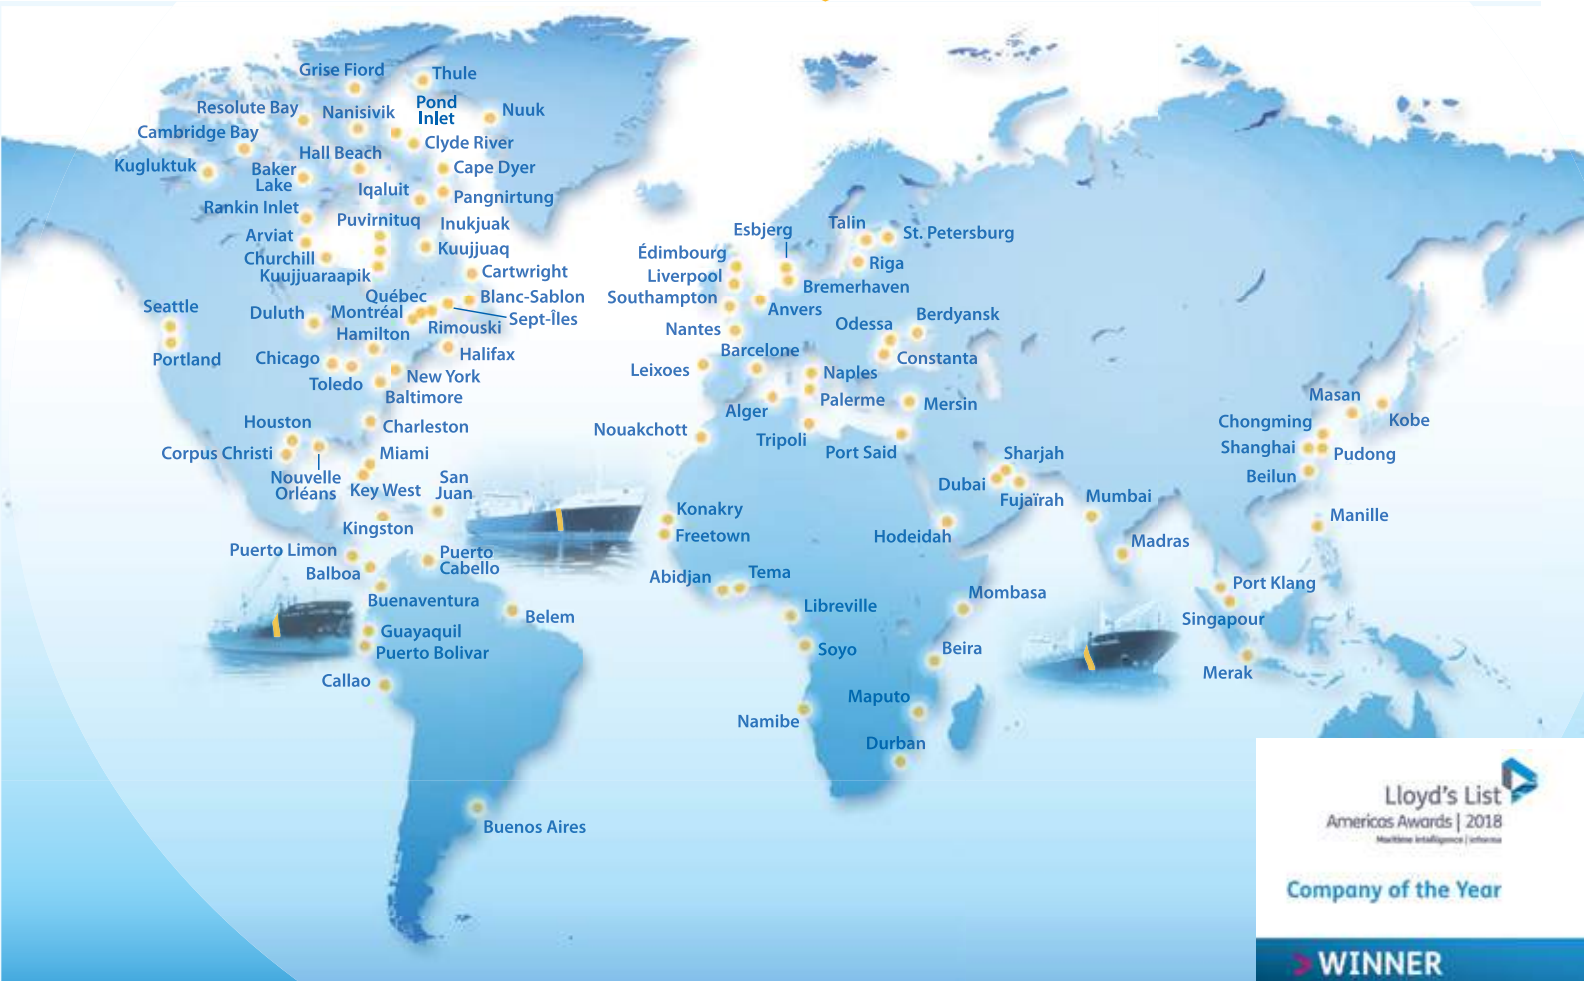 Grise Fiord
Thule
Resolute Bay
Nanisivik
Pond
Inlet
Nuuk
Cambridge Bay
Clyde River
Hall Beach
Kugluktuk
Baker
Lake
Cape Dyer
Iqaluit
Pangnirtung
Rankin Inlet
Puvirnituq
Inukjuak
Arviat
Kuujjuaq
Churchill
Kuujjuaraapik
Cartwright
Québec
Blanc-Sablon
Seattle
Duluth
Montréal
Sept-Îles
Hamilton
Rimouski
Portland
Chicago
Halifax
Toledo
New York
Baltimore
Houston
Charleston
Corpus Christi
Miami
Nouvelle
Orléans
Key West
San
Juan
Kingston
Puerto Limon
Puerto
Cabello
Balboa
Buenaventura
Belem
Guayaquil
Puerto Bolivar
Callao
Buenos Aires
Esbjerg
Talin
St. Petersburg
Édimbourg
Riga
Liverpool
Bremerhaven
Southampton
Anvers
Nantes
Odessa
Berdyansk
Barcelone
Constanta
Leixoes
Naples
Palerme
Mersin
Alger
Nouakchott
Tripoli
Port Said
Sharjah
Dubai
Fujaïrah
Mumbai
Konakry
Freetown
Hodeidah
Madras
Abidjan
Tema
Mombasa
Libreville
Soyo
Beira
Maputo
Namibe
Durban
Masan
Kobe
Chongming
Shanghai
Pudong
Beilun
Manille
Port Klang
Singapour
Merak
Lloyd's List
Americas Awards | 2018
Maritime intelligence | informa
Company of the Year
WINNER